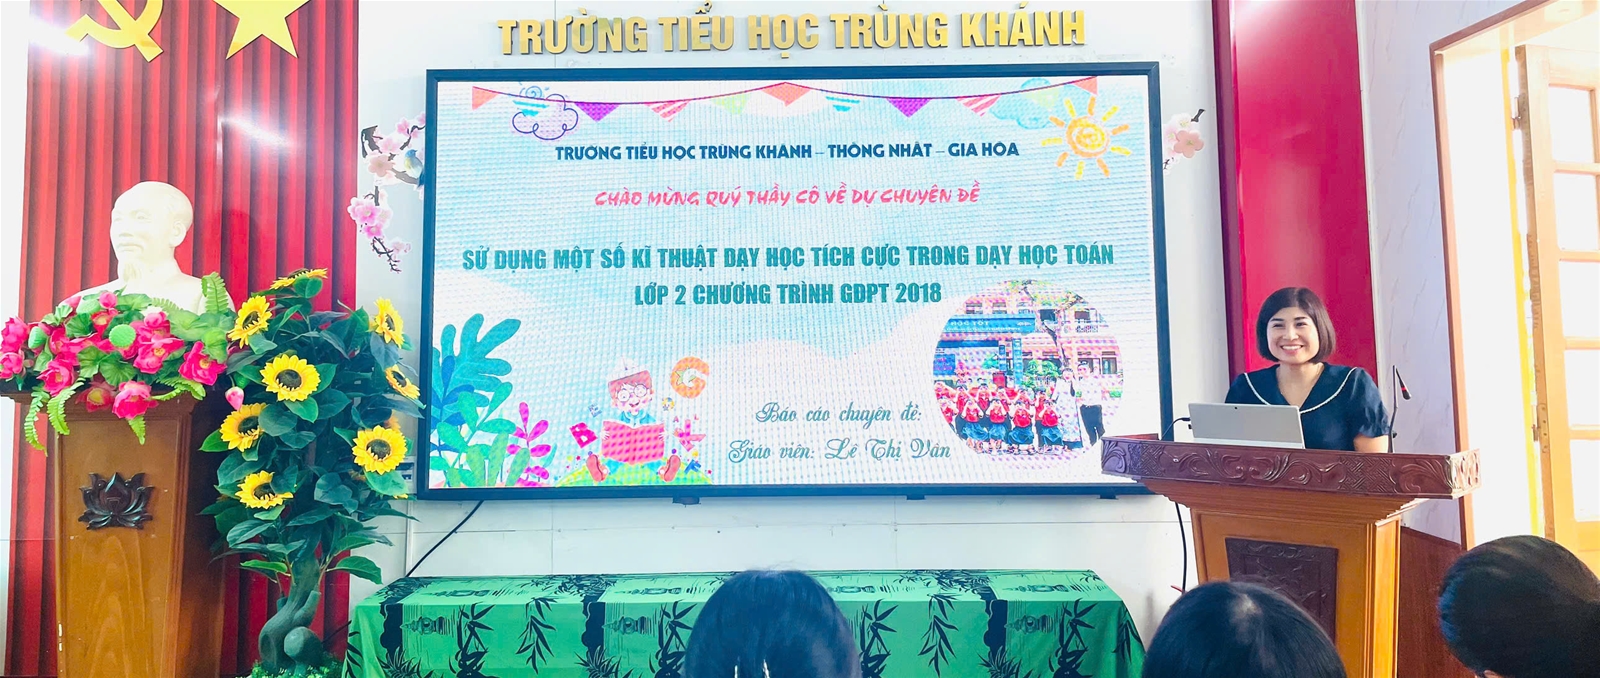 TRƯỜNG TIỂU HỌC TRÙNG KHÁNH
TRƯỜNG TIỂU HỌC TRÙNG KHÁNH – THỐNG NHẤT – GIA HÒA
CHÀO MỪNG QUÝ THẦY CÔ VỀ DỰ CHUYÊN ĐỀ
SỬ DỤNG MỘT SỐ KĨ THUẬT DẠY HỌC TÍCH CỰC TRONG DẠY HỌC TOÁN
LỚP 2 CHƯƠNG TRÌNH GDPT 2018
Báo cáo chuyên đề:
Giáo viên: Lê Thị Vân